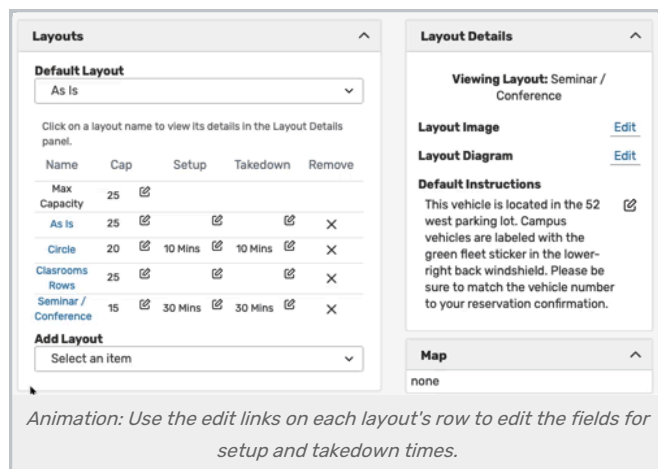 Layouts
Default Layout
As Is
Click on a layout name to view its details in the Layout Details
panel.
Name Cap Setup Takedown Remove
Max
Capacity 25
As Is 25
Circle 20 10 Mins 10 Mins
Clasrooms
Rows 25
Seminar /
Conference 15 30 Mins 30 Mins
Add Layout
Select an item
Layout Details
Viewing Layout: Seminar /
Conference
Layout Image Edit
Layout Diagram Edit
Default Instructions
This vehicle is located in the 52
west parking lot. Campus
vehicles are labeled with the
green fleet sticker in the lower-
right back windshield. Please be
sure to match the vehicle number
to your reservation confirmation.
Map
none
Animation: Use the edit links on each layout's row to edit the fields for
setup and takedown times.